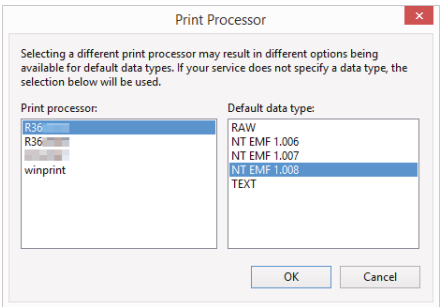 Print Processor
Selecting a different print processor may result in different options being
available for default data types. If your service does not specify a data type, the
selection below will be used.
Print processor:
Default data type:
R36
R36
winprint
RAW
NT EMF 1.006
NT EMF 1.007
NT EMF 1.008
TEXT
OK
Cancel